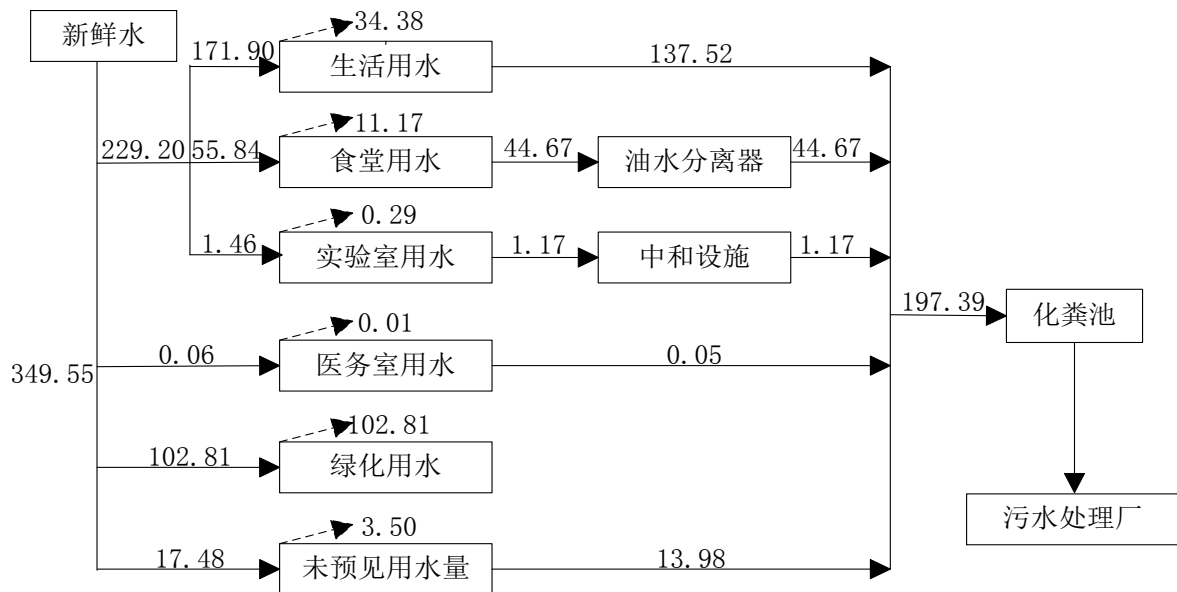 新鲜水
34.38
171.90
生活用水
137.52
11.17
229.20
55.84
食堂用水
44.67
油水分离器
44.67
0.29
1.46
实验室用水
1.17
中和设施
1.17
197.39
化粪池
0.01
0.06
医务室用水
0.05
349.55
102.81
102.81
绿化用水
污水处理厂
3.50
17.48
未预见用水量
13.98